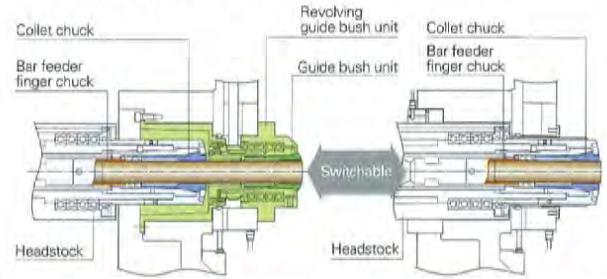 Revolving
guide bush unit
Collet chuck
Bar feeder
finger chuck
Guide bush unit
Headstock
Switchable
Collet chuck
Bar feeder
finger chuck
Headstock